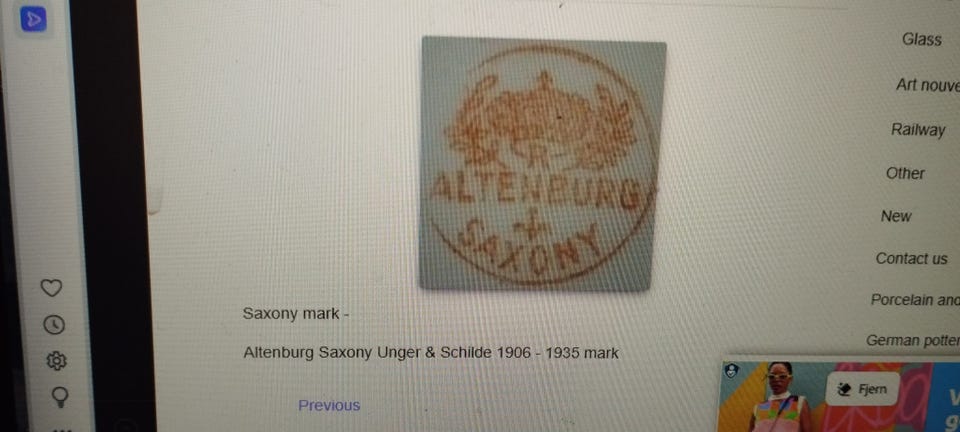 Glass
Art nouve
Railway
Other
New
Contact us
Porcelain and
German potter
ALTENBURG
SAXONY
Saxony mark -
Altenburg Saxony Unger & Schilde 1906 - 1935 mark
Previous
Fjern